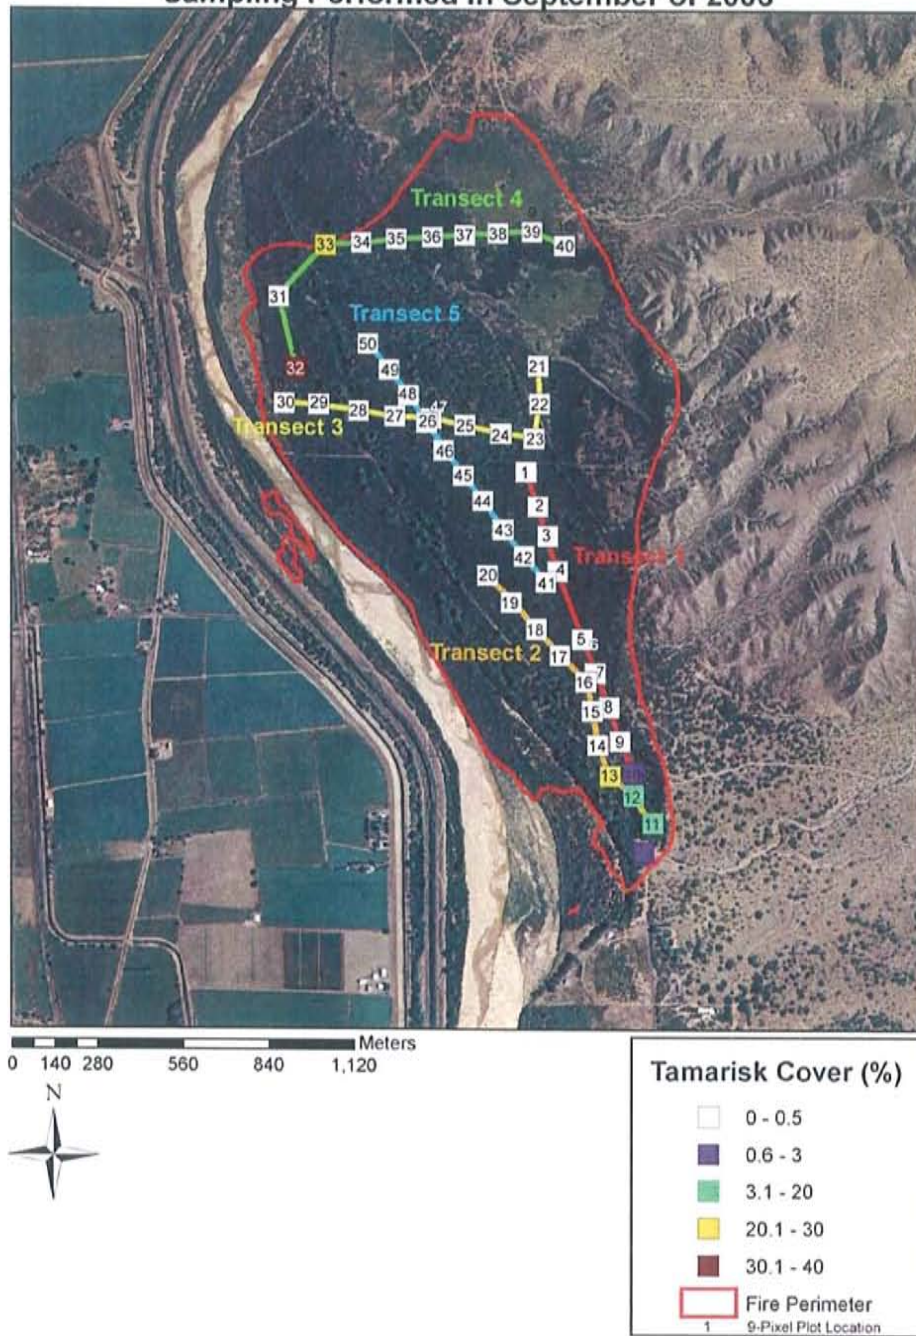 Transect 4
33 34 35 36 37 38 39 40
31
Transect 5
50
32
49
21
48
30 29 28 27 26 47
22
Transect 3
25 24 23
46
45
1
44
2
43
3
42
Transect 1
4
20
41
19
18
5 6
Transect 2
17
7
16
8
15
14
9
13
12
11
Meters
0 140 280 560 840 1,120
N
Tamarisk Cover (%)
0 - 0.5
0.6 - 3
3.1 - 20
20.1 - 30
30.1 - 40
Fire Perimeter
1 9-Pixel Plot Location